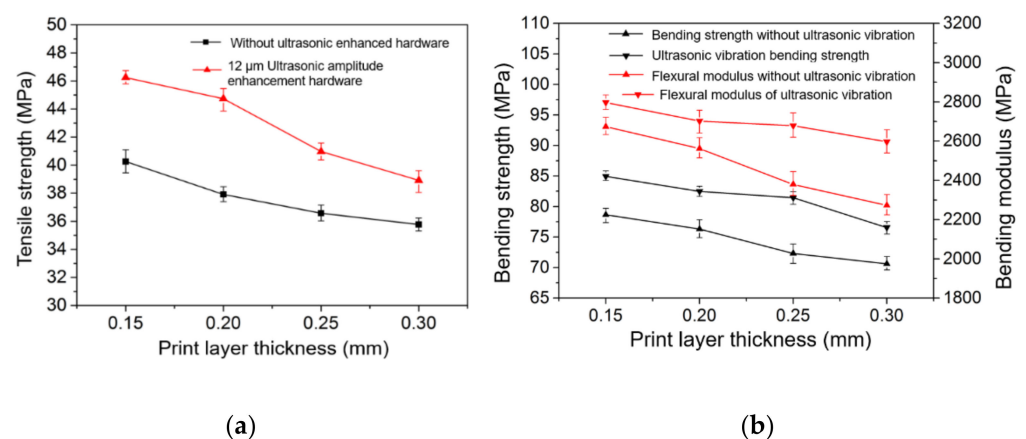 50
48
46
44
42
40
38
36
34
32
30
Tensile strength (MPa)
Without ultrasonic enhanced hardware
12 μm Ultrasonic amplitude
enhancement hardware
0.15 0.20 0.25 0.30
Print layer thickness (mm)
(a)
110
105
100
95
90
85
80
75
70
65
Bending strength (MPa)
Bending strength without ultrasonic vibration
Ultrasonic vibration bending strength
Flexural modulus without ultrasonic vibration
Flexural modulus of ultrasonic vibration
3200
3000
2800
2600
2400
2200
2000
1800
Bending modulus (MPa)
0.15 0.20 0.25 0.30
Print layer thickness (mm)
(b)